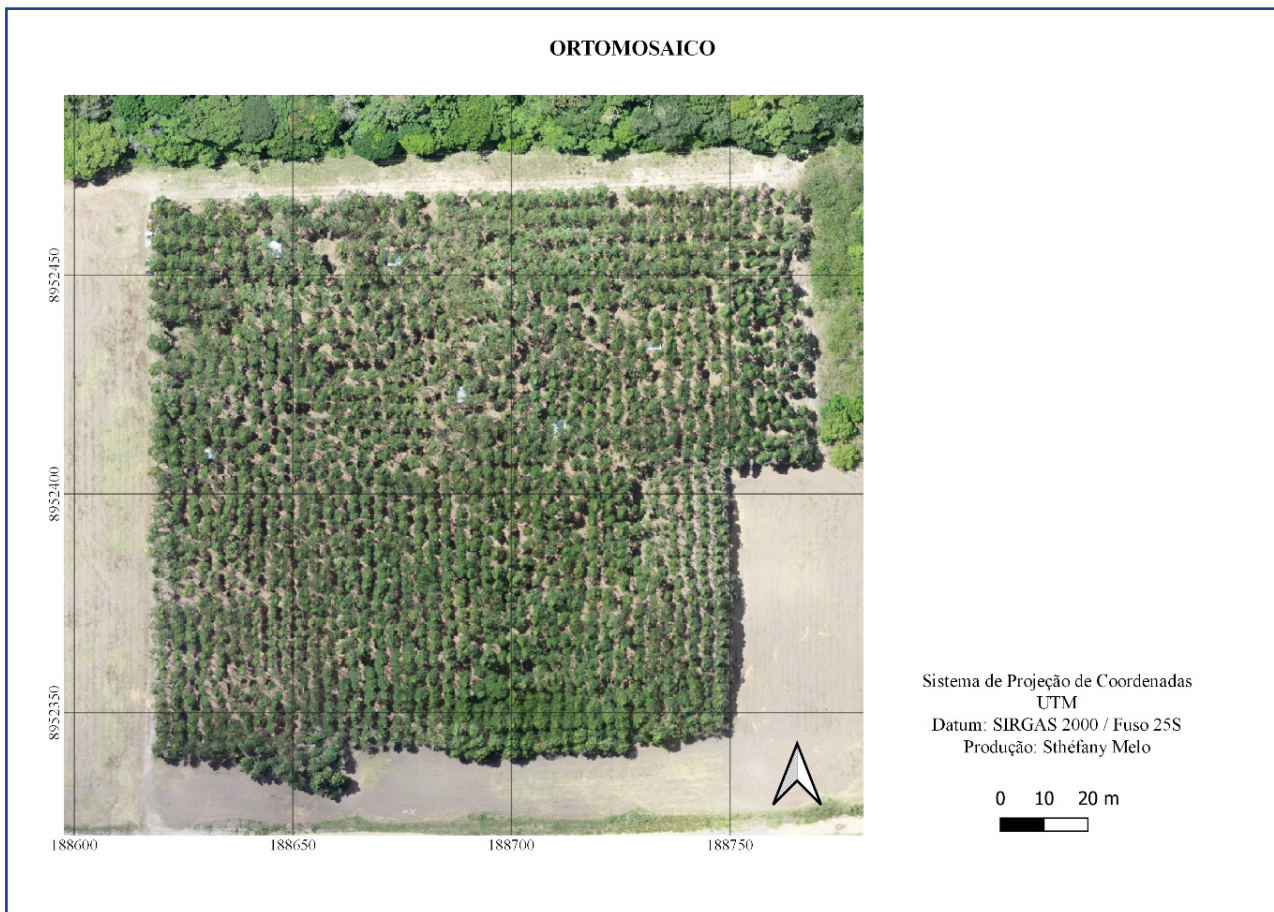 ORTOMOSAICO
8952450
8952400
8952350
188600
188650
188700
188750
Sistema de Projeção de Coordenadas
UTM
Datum: SIRGAS 2000 / Fuso 25S
Produção: Sthéfany Melo
0 10 20 m